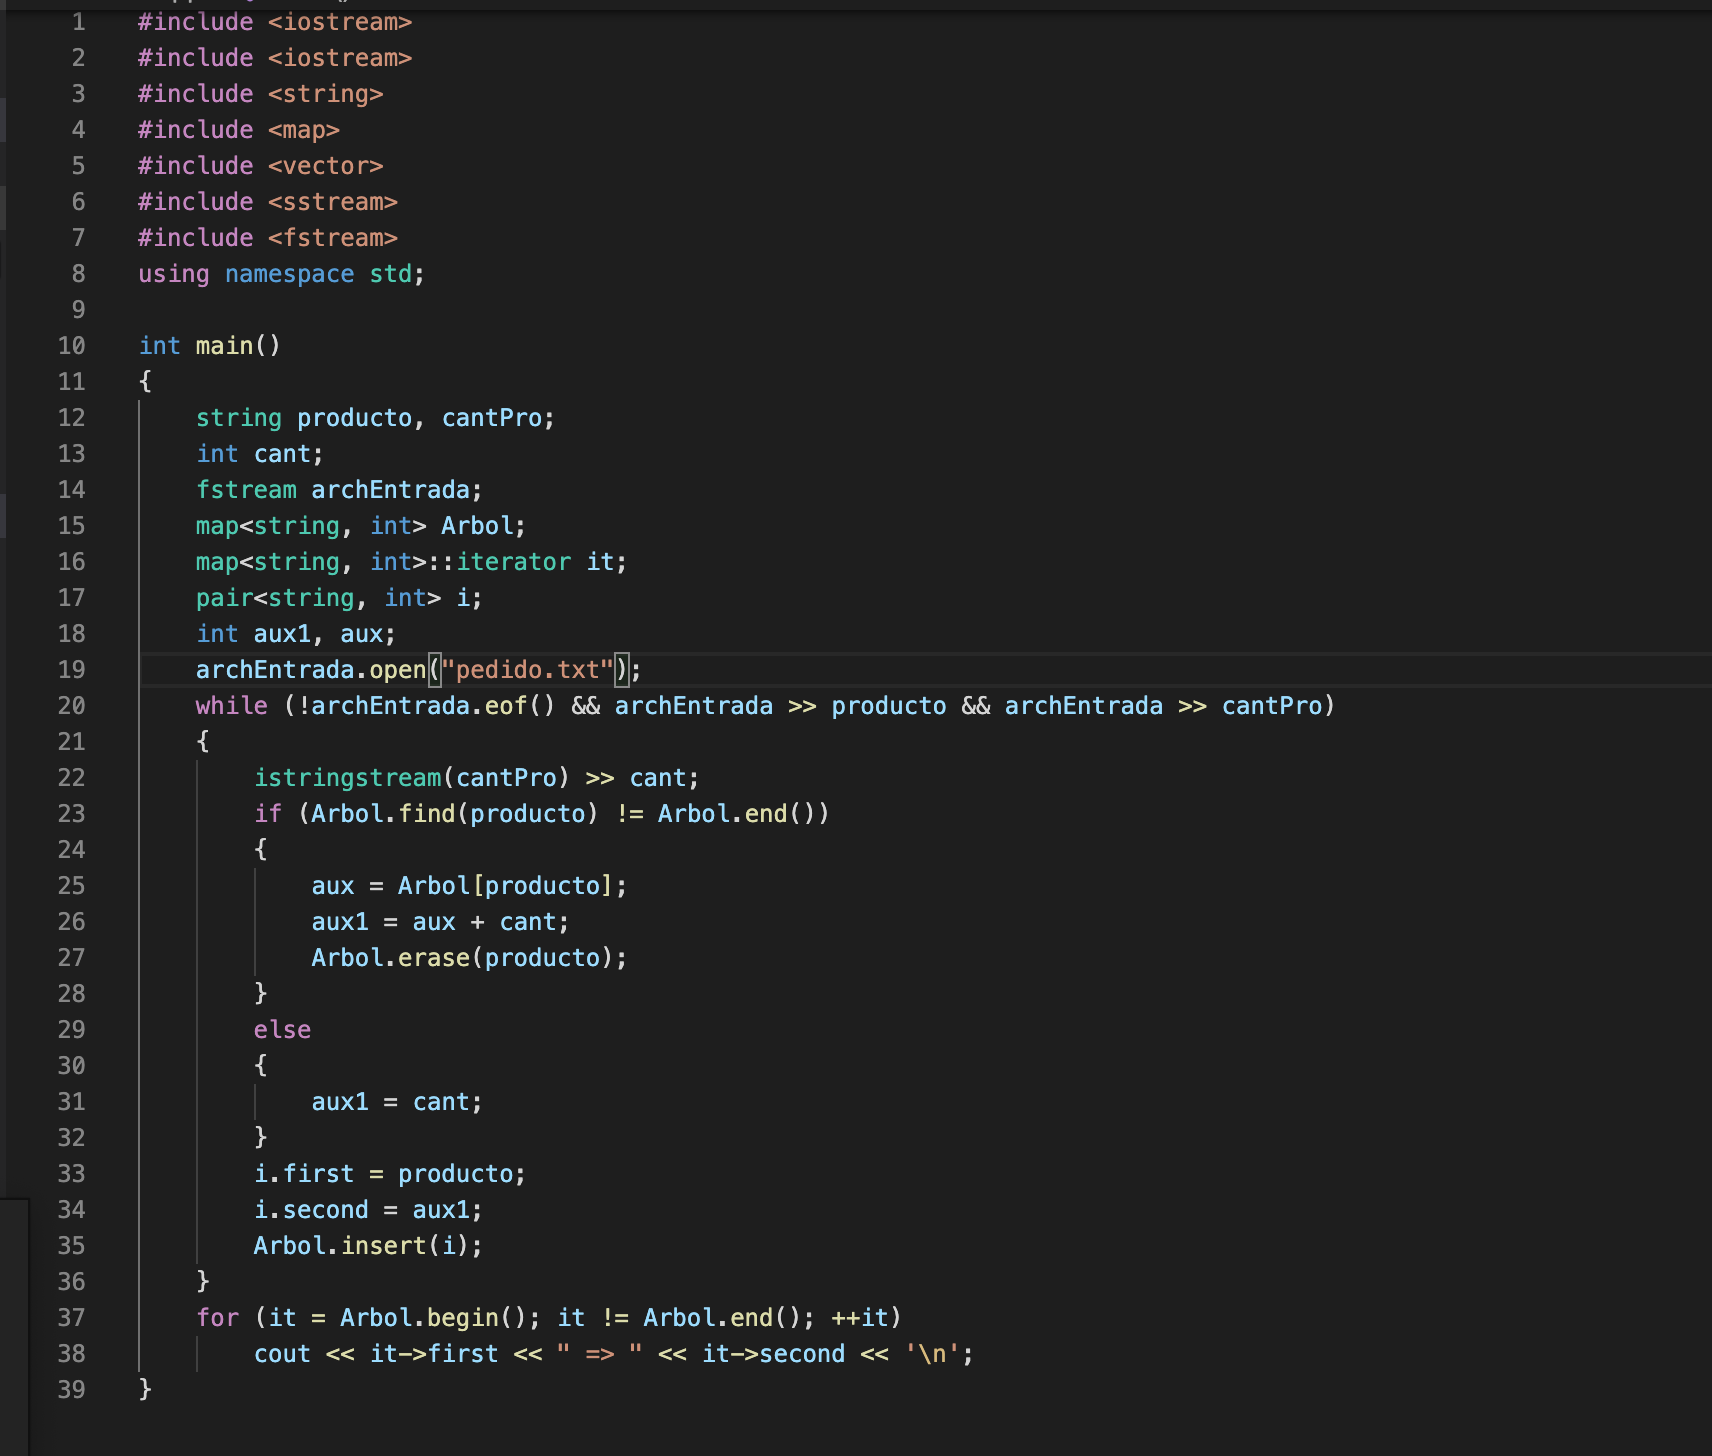 1 #include <iostream>
2 #include <iostream>
3 #include <string>
4 #include <map>
5 #include <vector>
6 #include <sstream>
7 #include <fstream>
8 using namespace std;
9
10 int main()
11 {
12     string producto, cantPro;
13     int cant;
14     fstream archEntrada;
15     map<string, int> Arbol;
16     map<string, int>::iterator it;
17     pair<string, int> i;
18     int aux1, aux;
19     archEntrada.open("pedido.txt");
20     while (!archEntrada.eof() && archEntrada >> producto && archEntrada >> cantPro)
21     {
22         istringstream(cantPro) >> cant;
23         if (Arbol.find(producto) != Arbol.end())
24         {
25             aux = Arbol[producto];
26             aux1 = aux + cant;
27             Arbol.erase(producto);
28         }
29         else
30         {
31             aux1 = cant;
32         }
33         i.first = producto;
34         i.second = aux1;
35         Arbol.insert(i);
36     }
37     for (it = Arbol.begin(); it != Arbol.end(); ++it)
38         cout << it->first << " => " << it->second << '\n';
39 }